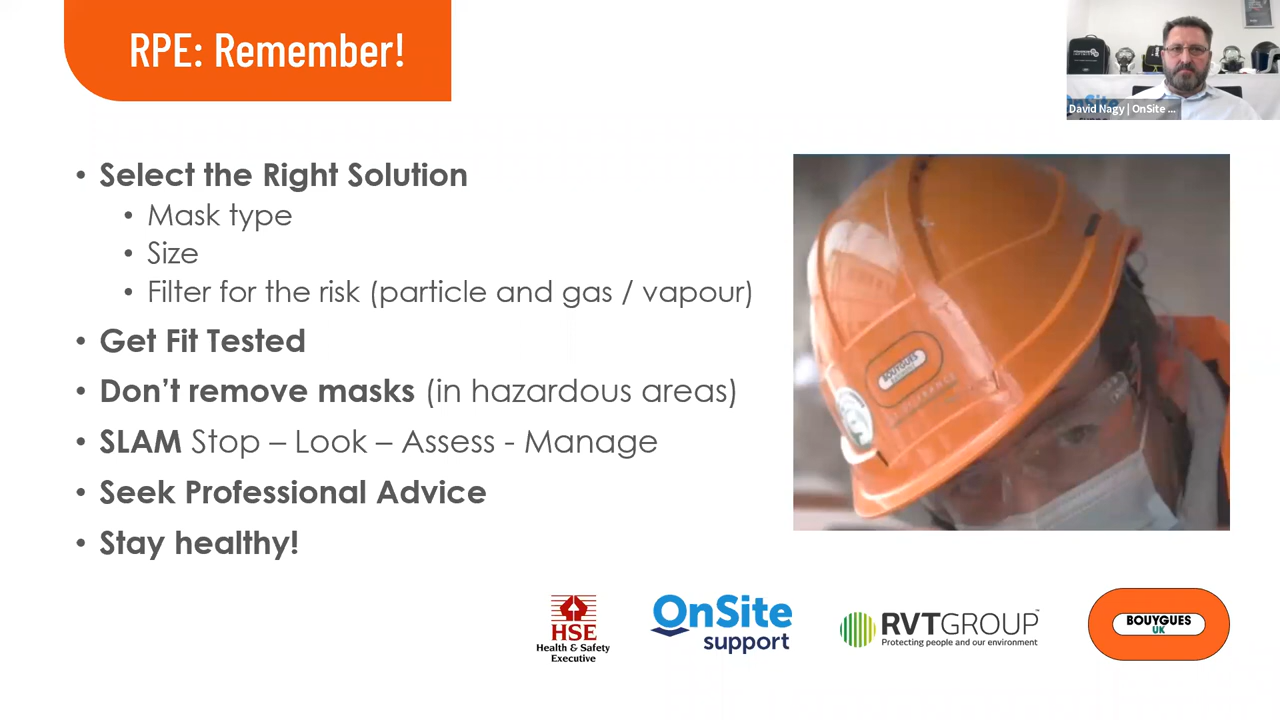 RPE: Remember!
David Nagy | OnSite ...
• Select the Right Solution
• Mask type
• Size
• Filter for the risk (particle and gas / vapour)
• Get Fit Tested
• Don't remove masks (in hazardous areas)
• SLAM Stop – Look – Assess - Manage
• Seek Professional Advice
• Stay healthy!
BOUYGUES
HSE
Health & Safety
Executive
OnSite
support
RVTGROUP™
Protecting people and our environment
BOUYGUES
UK